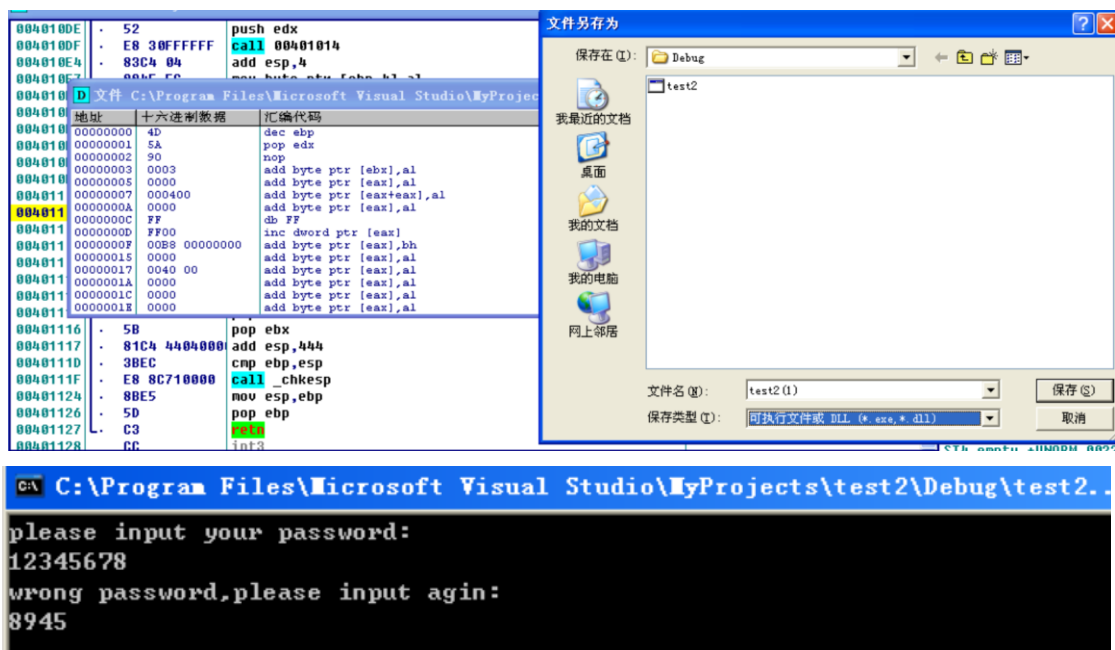 004010DE . 52 push edx
004010DF . E8 30FFFFFF call 00401014
004010E4 . 83C4 04 add esp,4
004010E7
D 文件 C:\Program Files\Microsoft Visual Studio\MyProjec
地址 十六进制数据 汇编代码
00000000 4D dec ebp
00000001 5A pop edx
00000002 90 nop
00000003 0003 add byte ptr [ebx],al
00000005 0000 add byte ptr [eax],al
00000007 000400 add byte ptr [eax+eax],al
0000000A 0000 add byte ptr [eax],al
0000000C FF db FF
0000000D FF00 inc dword ptr [eax]
0000000F 00B8 00000000 add byte ptr [eax],bh
00000015 0000 add byte ptr [eax],al
00000017 0040 00 add byte ptr [eax],al
0000001A 0000 add byte ptr [eax],al
0000001C 0000 add byte ptr [eax],al
0000001E 0000 add byte ptr [eax],al
00401116 . 5B pop ebx
00401117 . 81C4 44040000 add esp,444
0040111D . 3BEC cmp ebp,esp
0040111F . E8 8C710000 call _chkesp
00401124 . 8BE5 mov esp,ebp
00401126 . 5D pop ebp
00401127 . C3 retn
00401128 CC int3
文件另存为
保存在(I): Debug
test2
我最近的文档
桌面
我的文档
我的电脑
网上邻居
文件名(N): test2(1) 保存(S)
保存类型(T): 可执行文件或 DLL (*.exe,*.dll) 取消
ST4 empty +UNORM
C:\Program Files\Microsoft Visual Studio\MyProjects\test2\Debug\test2..
please input your password:
12345678
wrong password,please input agin:
8945